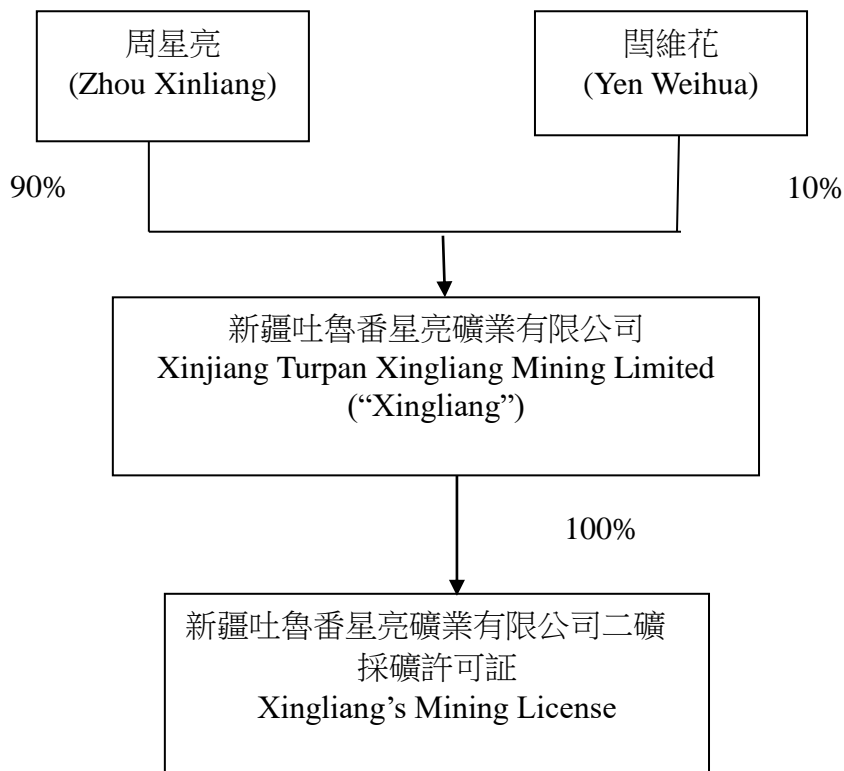 周星亮
(Zhou Xinliang)
閆維花
(Yen Weihua)
90%
10%
新疆吐魯番星亮礦業有限公司
Xinjiang Turpan Xingliang Mining Limited
(“Xingliang”)
100%
新疆吐魯番星亮礦業有限公司二礦
採礦許可証
Xingliang’s Mining License